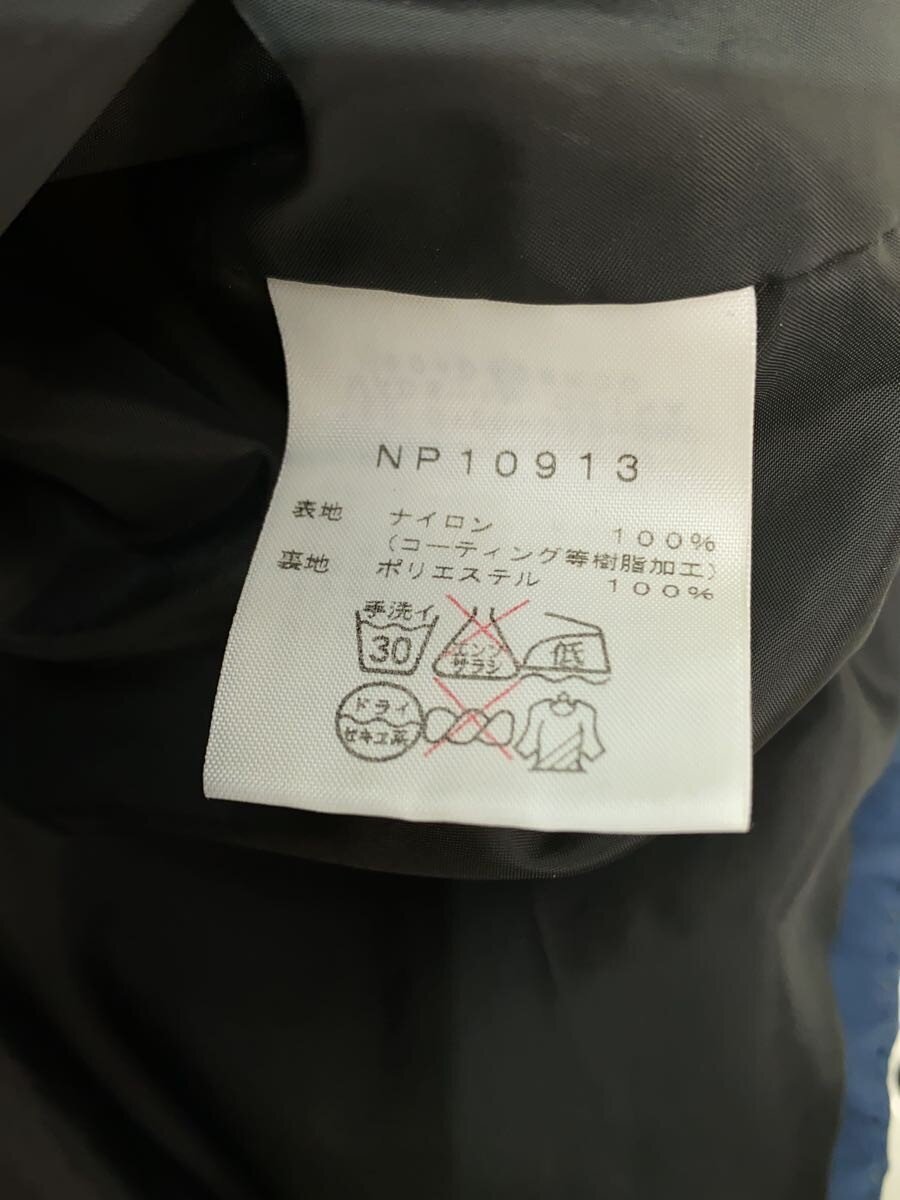 NP10913
表地 ナイロン 100%
(コーティング等樹脂加工)
裏地 ポリエステル 100%
手洗イ
30
エンソ
サラシ
低
ドライ
セキユ系